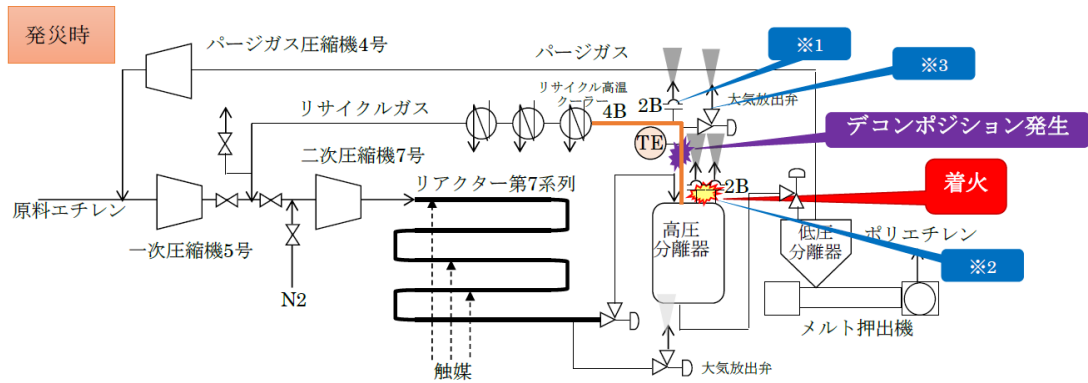 発災時
パージガス圧縮機4号
パージガス
※1
※3
リサイクルガス
リサイクル高温
クーラー
4B
2B
大気放出弁
TE
デコンポジション発生
二次圧縮機7号
2B
着火
リアクター第7系列
原料エチレン
高圧
分離器
低圧
分離器
ポリエチレン
一次圧縮機5号
※2
N2
メルト押出機
触媒
大気放出弁